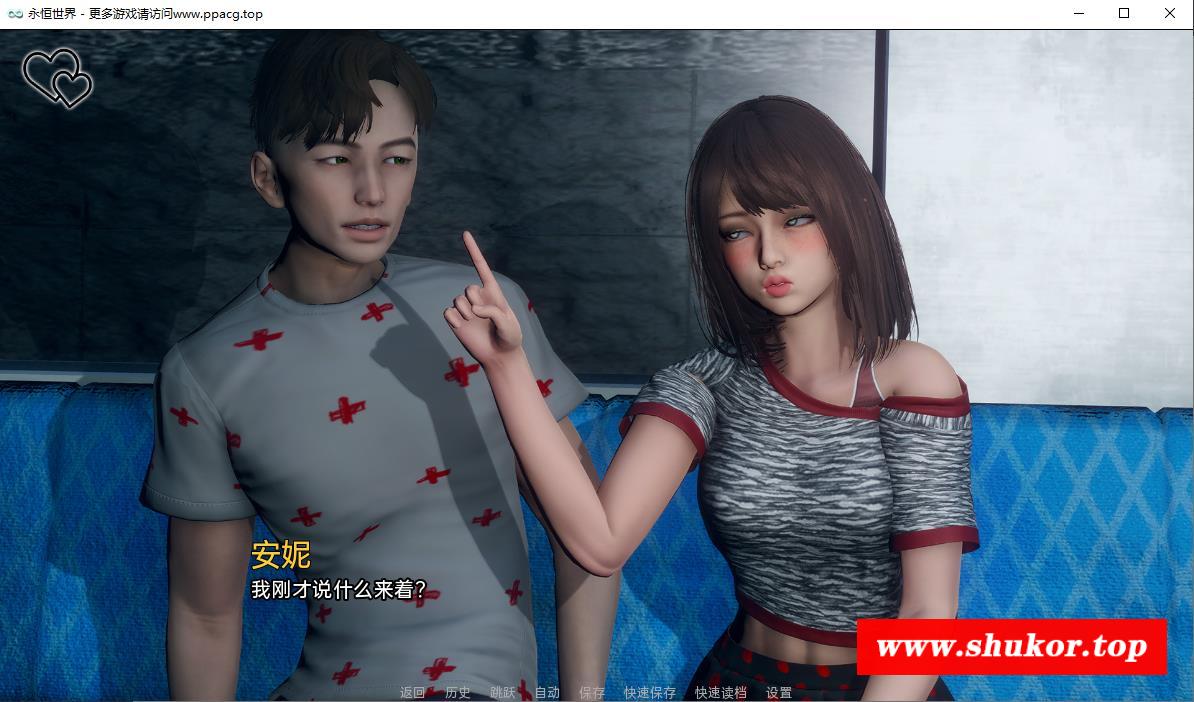 永恒世界 - 更多游戏请访问www.ppacg.top
安妮
我刚才说什么来着？
www.shukor.top
返回 历史 跳跃 自动 保存 快速保存 快速读档 设置